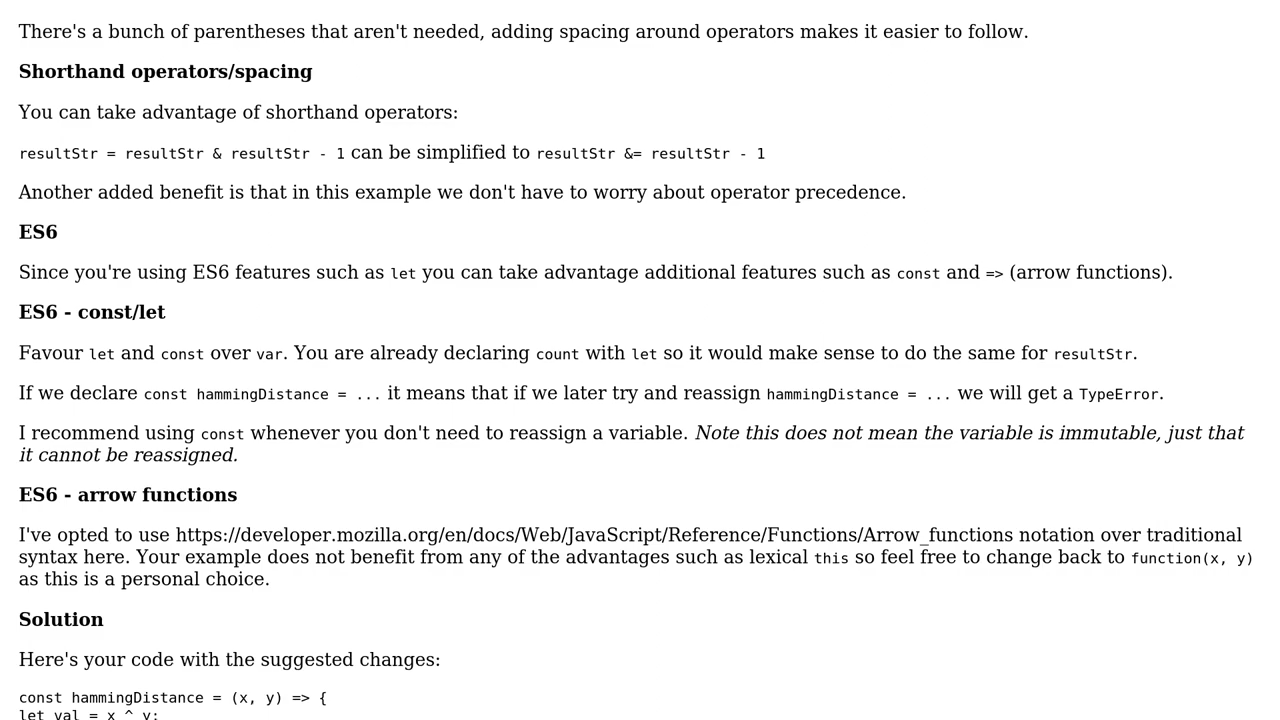 There's a bunch of parentheses that aren't needed, adding spacing around operators makes it easier to follow.
Shorthand operators/spacing
You can take advantage of shorthand operators:
resultStr = resultStr & resultStr - 1 can be simplified to resultStr &= resultStr - 1
Another added benefit is that in this example we don't have to worry about operator precedence.
ES6
Since you're using ES6 features such as let you can take advantage additional features such as const and => (arrow functions).
ES6 - const/let
Favour let and const over var. You are already declaring count with let so it would make sense to do the same for resultStr.
If we declare const hammingDistance = ... it means that if we later try and reassign hammingDistance = ... we will get a TypeError.
I recommend using const whenever you don't need to reassign a variable. Note this does not mean the variable is immutable, just that
it cannot be reassigned.
ES6 - arrow functions
I've opted to use https://developer.mozilla.org/en/docs/Web/JavaScript/Reference/Functions/Arrow_functions notation over traditional
syntax here. Your example does not benefit from any of the advantages such as lexical this so feel free to change back to function(x, y)
as this is a personal choice.
Solution
Here's your code with the suggested changes:
const hammingDistance = (x, y) => {
let val = x ^ y;